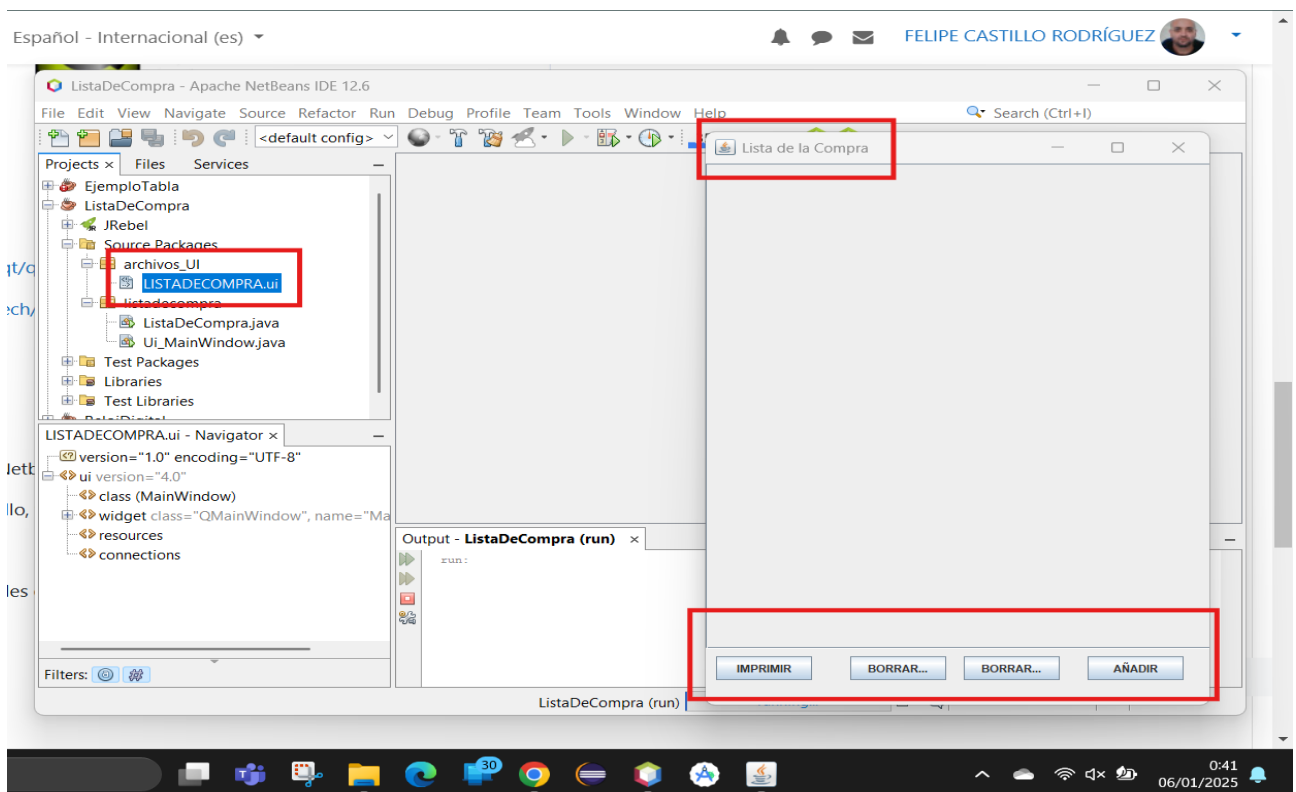 Español - Internacional (es)
FELIPE CASTILLO RODRÍGUEZ
ListaDeCompra - Apache NetBeans IDE 12.6
File Edit View Navigate Source Refactor Run Debug Profile Team Tools Window Help
Search (Ctrl+I)
<default config>
Lista de la Compra
Projects Files Services
EjemploTabla
ListaDeCompra
JRebel
Source Packages
archivos_UI
LISTADECOMPRA.ui
listadecompra
ListaDeCompra.java
Ui_MainWindow.java
Test Packages
Libraries
Test Libraries
RelojDigital
LISTADECOMPRA.ui - Navigator
version="1.0" encoding="UTF-8"
ui version="4.0"
class (MainWindow)
widget class="QMainWindow", name="Ma
resources
connections
Filters:
Output - ListaDeCompra (run)
run:
IMPRIMIR BORRAR... BORRAR... AÑADIR
ListaDeCompra (run)
running...
30
0:41
06/01/2025